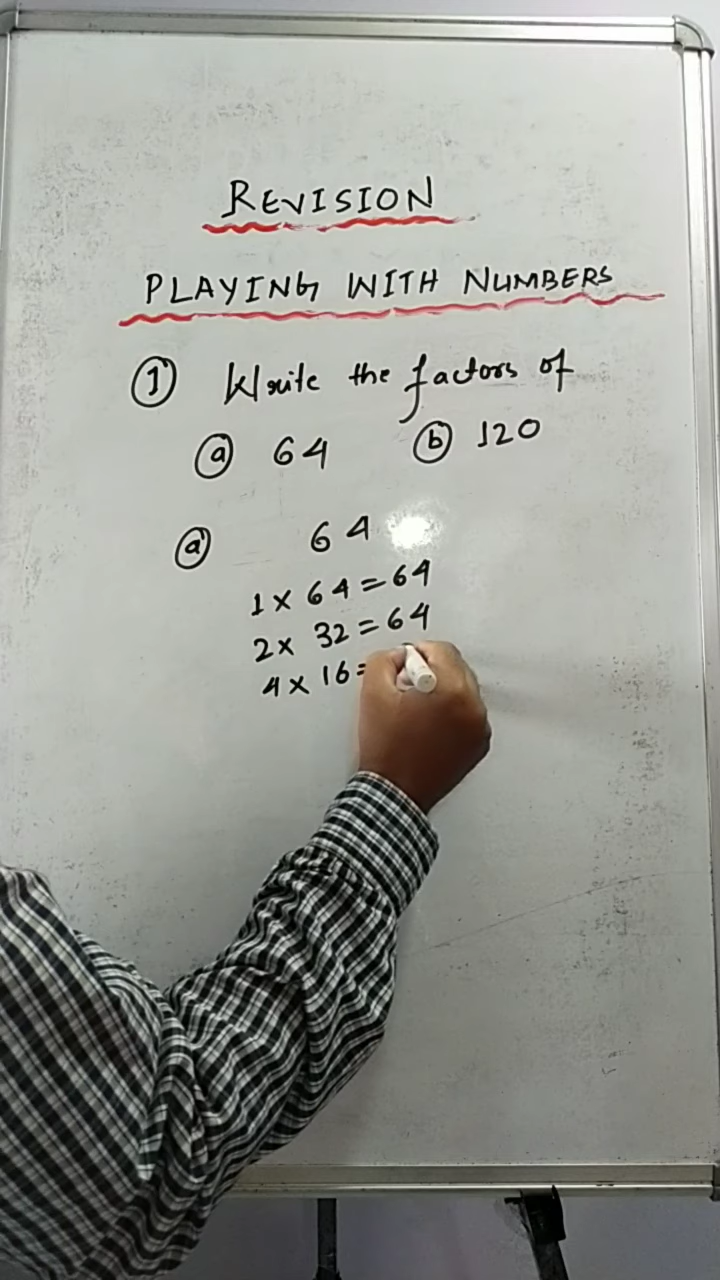 REVISION
PLAYING WITH NUMBERS
① Write the factors of
ⓐ 64 ⓑ 120
ⓐ 64
1 × 64 = 64
2 × 32 = 64
4 × 16 =